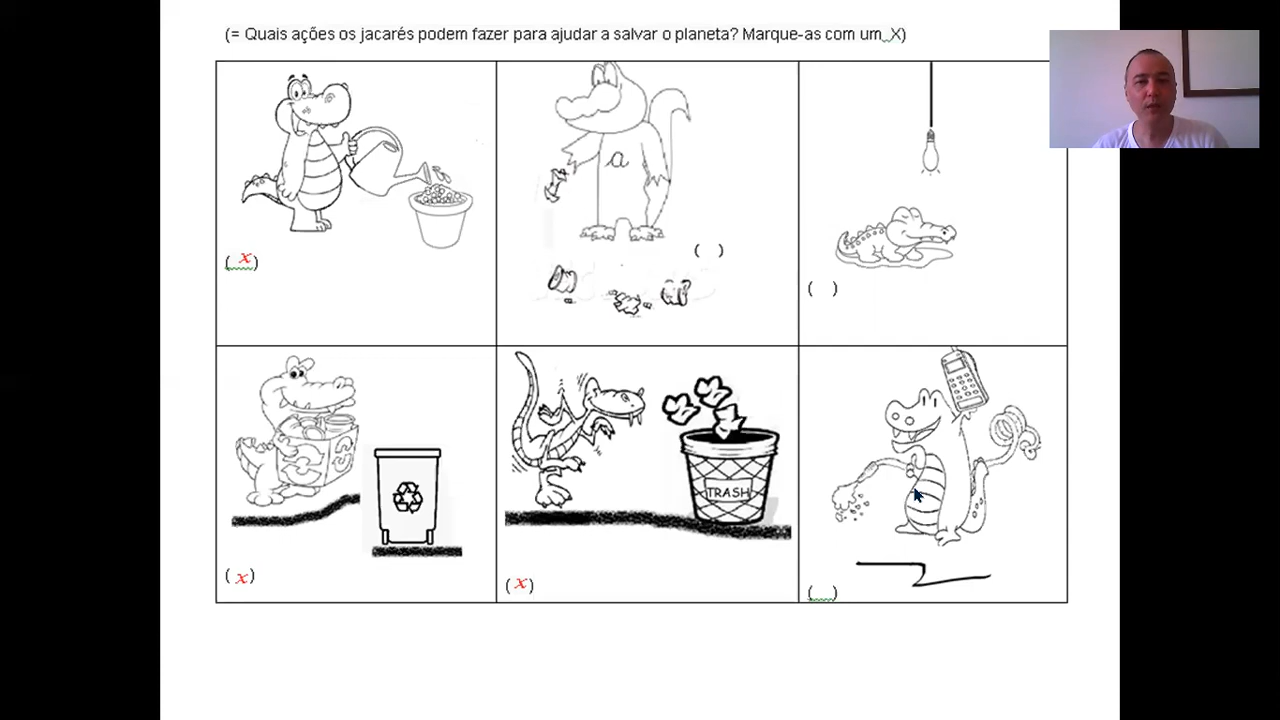 (= Quais ações os jacarés podem fazer para ajudar a salvar o planeta? Marque-as com um X)
a
( x )
( )
( )
TRASH
( x )
( x )
( )